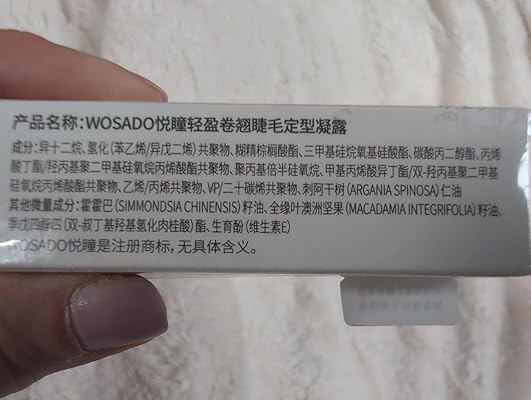 产品名称:WOSADO悦瞳轻盈卷翘睫毛定型凝露
成分:异十二烷、氢化(苯乙烯/异戊二烯)共聚物、糊精棕榈酸酯、三甲基硅烷氧基硅酸酯、碳酸丙二醇酯、丙烯
酸丁酯/羟丙基聚二甲基硅氧烷丙烯酸酯共聚物、聚丙基倍半硅氧烷、甲基丙烯酸异丁酯/双-羟丙基聚二甲基
硅氧烷丙烯酸酯共聚物、乙烯/丙烯共聚物、VP/二十碳烯共聚物、刺阿干树(ARGANIA SPINOSA)仁油
其他微量成分:霍霍巴(SIMMONDSIA CHINENSIS)籽油、全缘叶澳洲坚果(MACADAMIA INTEGRIFOLIA)籽油、
季戊四醇四(双-叔丁基羟基氢化肉桂酸)酯、生育酚(维生素E)
WOSADO悦瞳是注册商标,无具体含义。